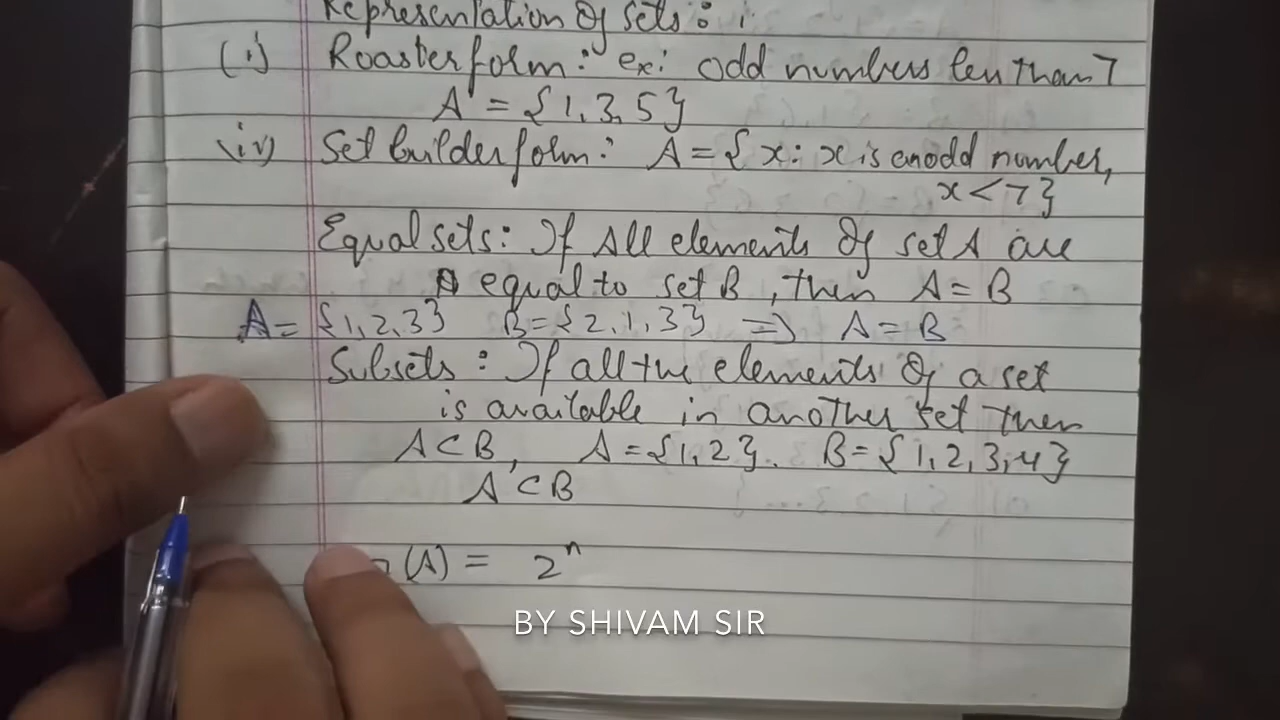 Representation Of sets :
(i) Roaster form : ex: odd numbers less than 7
A = {1, 3, 5}
(iv) Set builder form : A = { x : x is an odd number,
x < 7 }
Equal sets : If All elements Of set A are
equal to set B , then A = B
A = {1, 2, 3} B = {2, 1, 3} => A = B
Subsets : If all the elements Of a set
is available in another set then
A ⊂ B , A = {1, 2}. B = {1, 2, 3, 4}
A ⊂ B
(A) = 2ⁿ
BY SHIVAM SIR